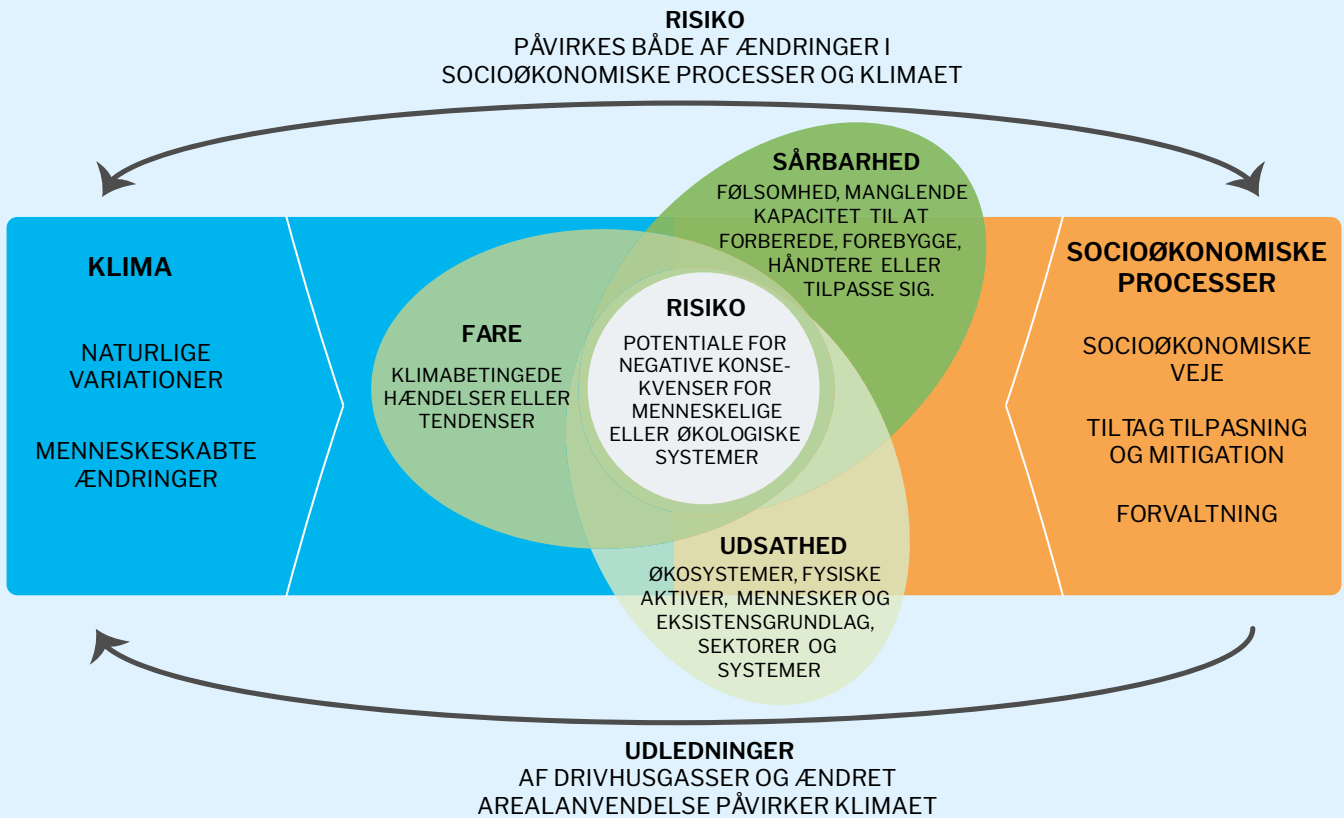 RISIKO
PÅVIRKES BÅDE AF ÆNDRINGER I
SOCIOØKONOMISKE PROCESSER OG KLIMAET
KLIMA
NATURLIGE
VARIATIONER
MENNESKESKABTE
ÆNDRINGER
FARE
KLIMABETINGEDE
HÆNDELSER ELLER
TENDENSER
RISIKO
POTENTIALE FOR
NEGATIVE KONSE-
KVENSER FOR
MENNESKELIGE
ELLER ØKOLOGISKE
SYSTEMER
SÅRBARHED
FØLSOMHED, MANGLENDE
KAPACITET TIL AT
FORBEREDE, FOREBYGGE,
HÅNDTERE ELLER
TILPASSE SIG.
UDSATHED
ØKOSYSTEMER, FYSISKE
AKTIVER, MENNESKER OG
EKSISTENSGRUNDLAG,
SEKTORER OG
SYSTEMER
SOCIOØKONOMISKE
PROCESSER
SOCIOØKONOMISKE
VEJE
TILTAG TILPASNING
OG MITIGATION
FORVALTNING
UDLEDNINGER
AF DRIVHUSGASSER OG ÆNDRET
AREALANVENDELSE PÅVIRKER KLIMAET